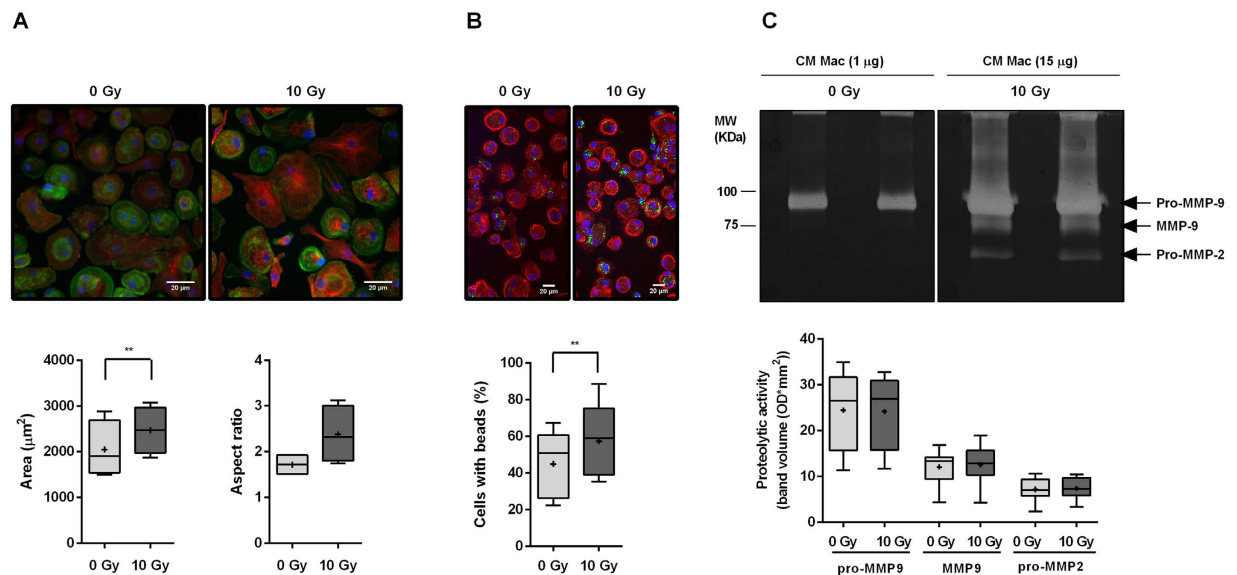 A
B
C
0 Gy
10 Gy
20 µm
20 µm
0 Gy
10 Gy
20 µm
20 µm
CM Mac (1 µg)
CM Mac (15 µg)
0 Gy
10 Gy
MW
(KDa)
100
75
Pro-MMP-9
MMP-9
Pro-MMP-2
Area (µm2)
4000
3000
2000
1000
0
**
0 Gy
10 Gy
Aspect ratio
4
3
2
1
0
0 Gy
10 Gy
Cells with beads (%)
100
80
60
40
20
0
**
0 Gy
10 Gy
Proteolytic activity
(band volume (OD*mm2))
40
30
20
10
0
0 Gy 10 Gy 0 Gy 10 Gy 0 Gy 10 Gy
pro-MMP9 MMP9 pro-MMP2